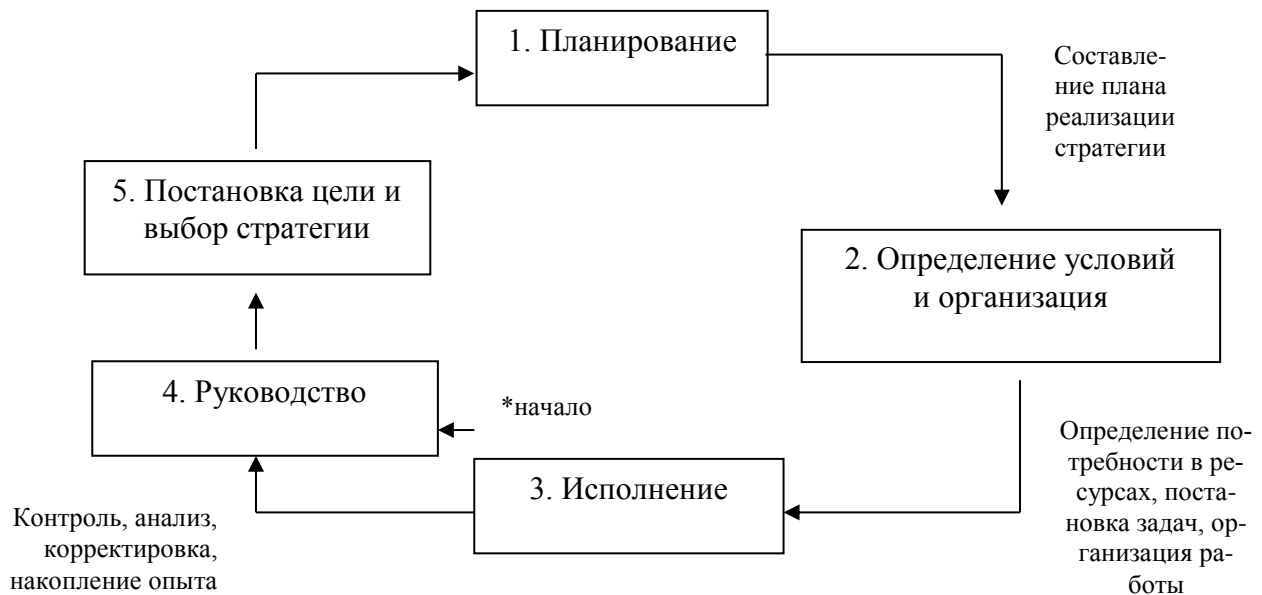 1. Планирование
Составле-
ние плана
реализации
стратегии
5. Постановка цели и
выбор стратегии
2. Определение условий
и организация
4. Руководство
*начало
Определение по-
требности в ре-
сурсах, поста-
новка задач, ор-
ганизация ра-
боты
3. Исполнение
Контроль, анализ,
корректировка,
накопление опыта